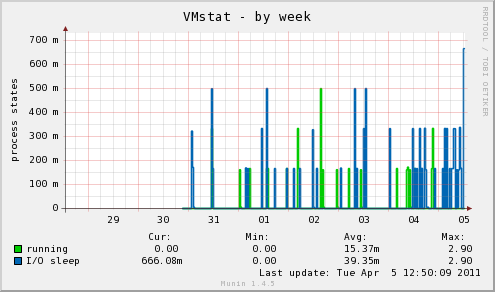 VMstat - by week
RRDTOOL / TOBI OETIKER
process states
700 m
600 m
500 m
400 m
300 m
200 m
100 m
0
29 30 31 01 02 03 04 05
Cur: Min: Avg: Max:
running 0.00 0.00 15.37m 2.90
I/O sleep 666.08m 0.00 39.35m 2.90
Last update: Tue Apr 5 12:50:09 2011
Munin 1.4.5